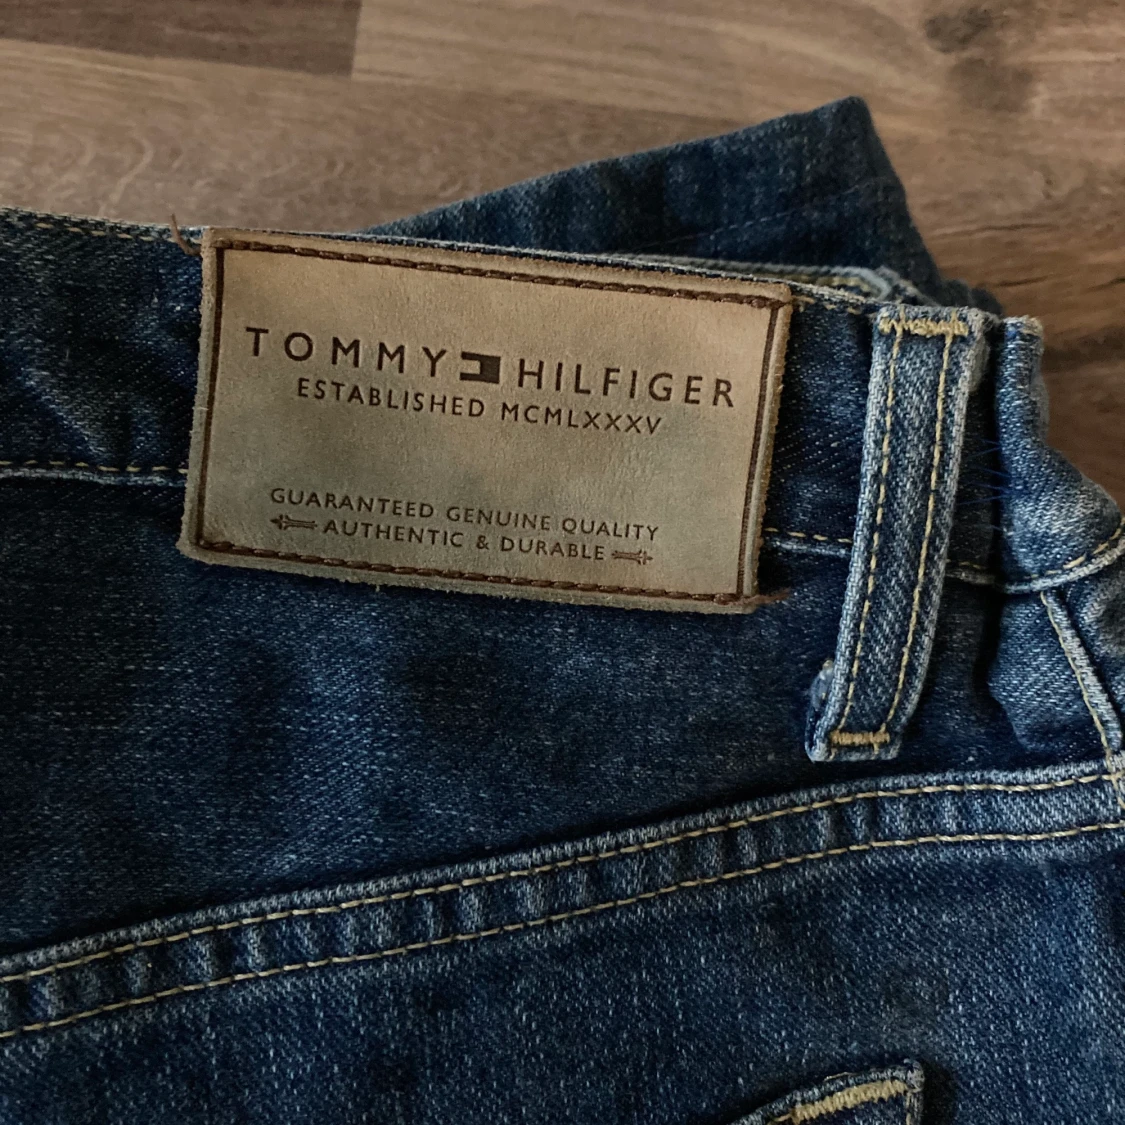 TOMMY HILFIGER
ESTABLISHED MCMLXXXV
GUARANTEED GENUINE QUALITY
AUTHENTIC & DURABLE